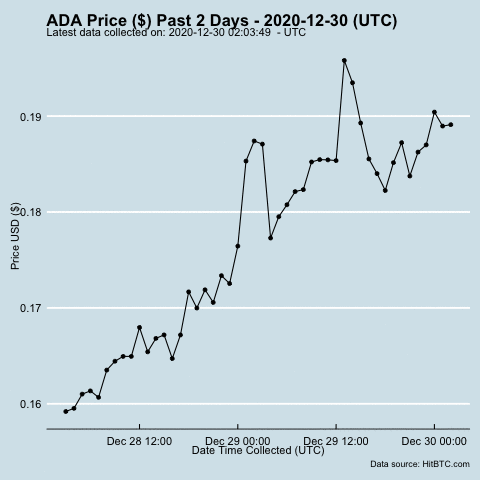 ADA Price ($) Past 2 Days - 2020-12-30 (UTC)
Latest data collected on: 2020-12-30 02:03:49  - UTC
Price USD ($)
0.19
0.18
0.17
0.16
Dec 28 12:00
Dec 29 00:00
Dec 29 12:00
Dec 30 00:00
Date Time Collected (UTC)
Data source: HitBTC.com